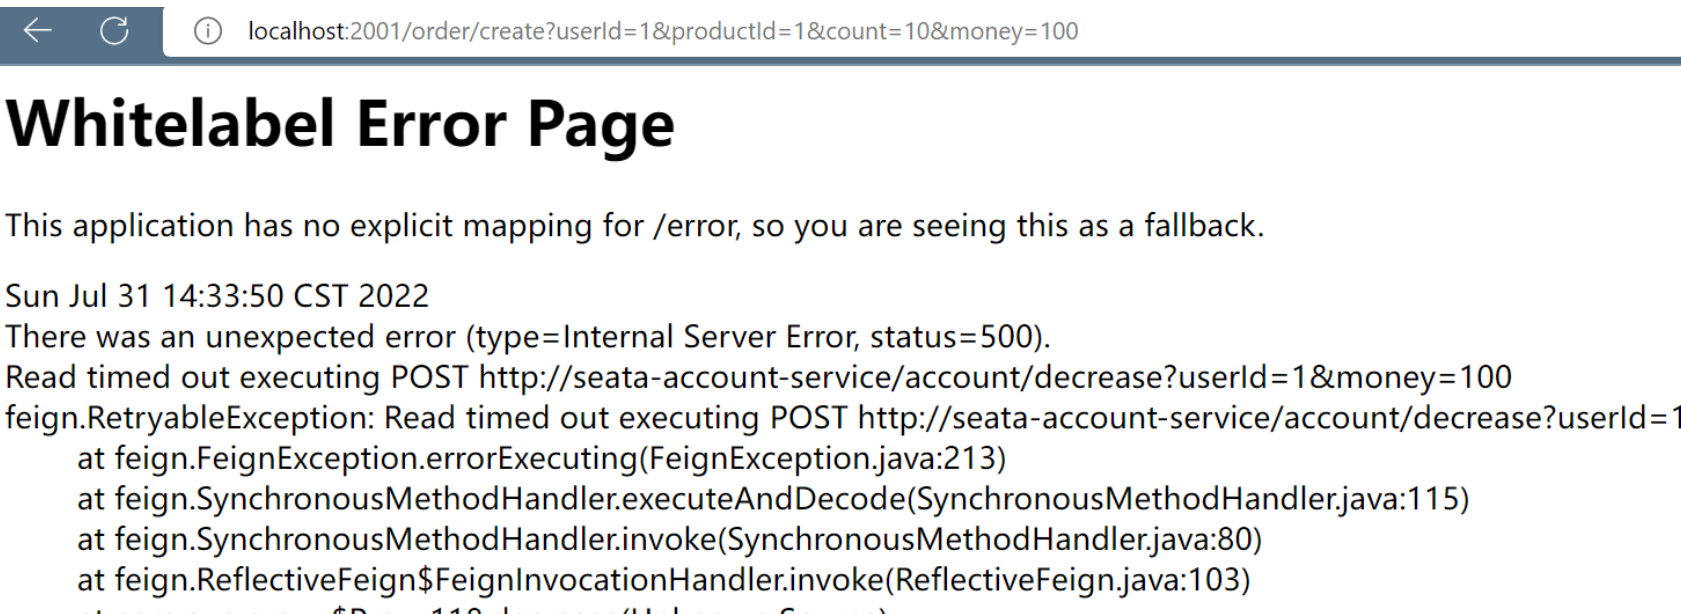 localhost:2001/order/create?userId=1&productId=1&count=10&money=100
Whitelabel Error Page
This application has no explicit mapping for /error, so you are seeing this as a fallback.
Sun Jul 31 14:33:50 CST 2022
There was an unexpected error (type=Internal Server Error, status=500).
Read timed out executing POST http://seata-account-service/account/decrease?userId=1&money=100
feign.RetryableException: Read timed out executing POST http://seata-account-service/account/decrease?userId=1
at feign.FeignException.errorExecuting(FeignException.java:213)
at feign.SynchronousMethodHandler.executeAndDecode(SynchronousMethodHandler.java:115)
at feign.SynchronousMethodHandler.invoke(SynchronousMethodHandler.java:80)
at feign.ReflectiveFeign$FeignInvocationHandler.invoke(ReflectiveFeign.java:103)